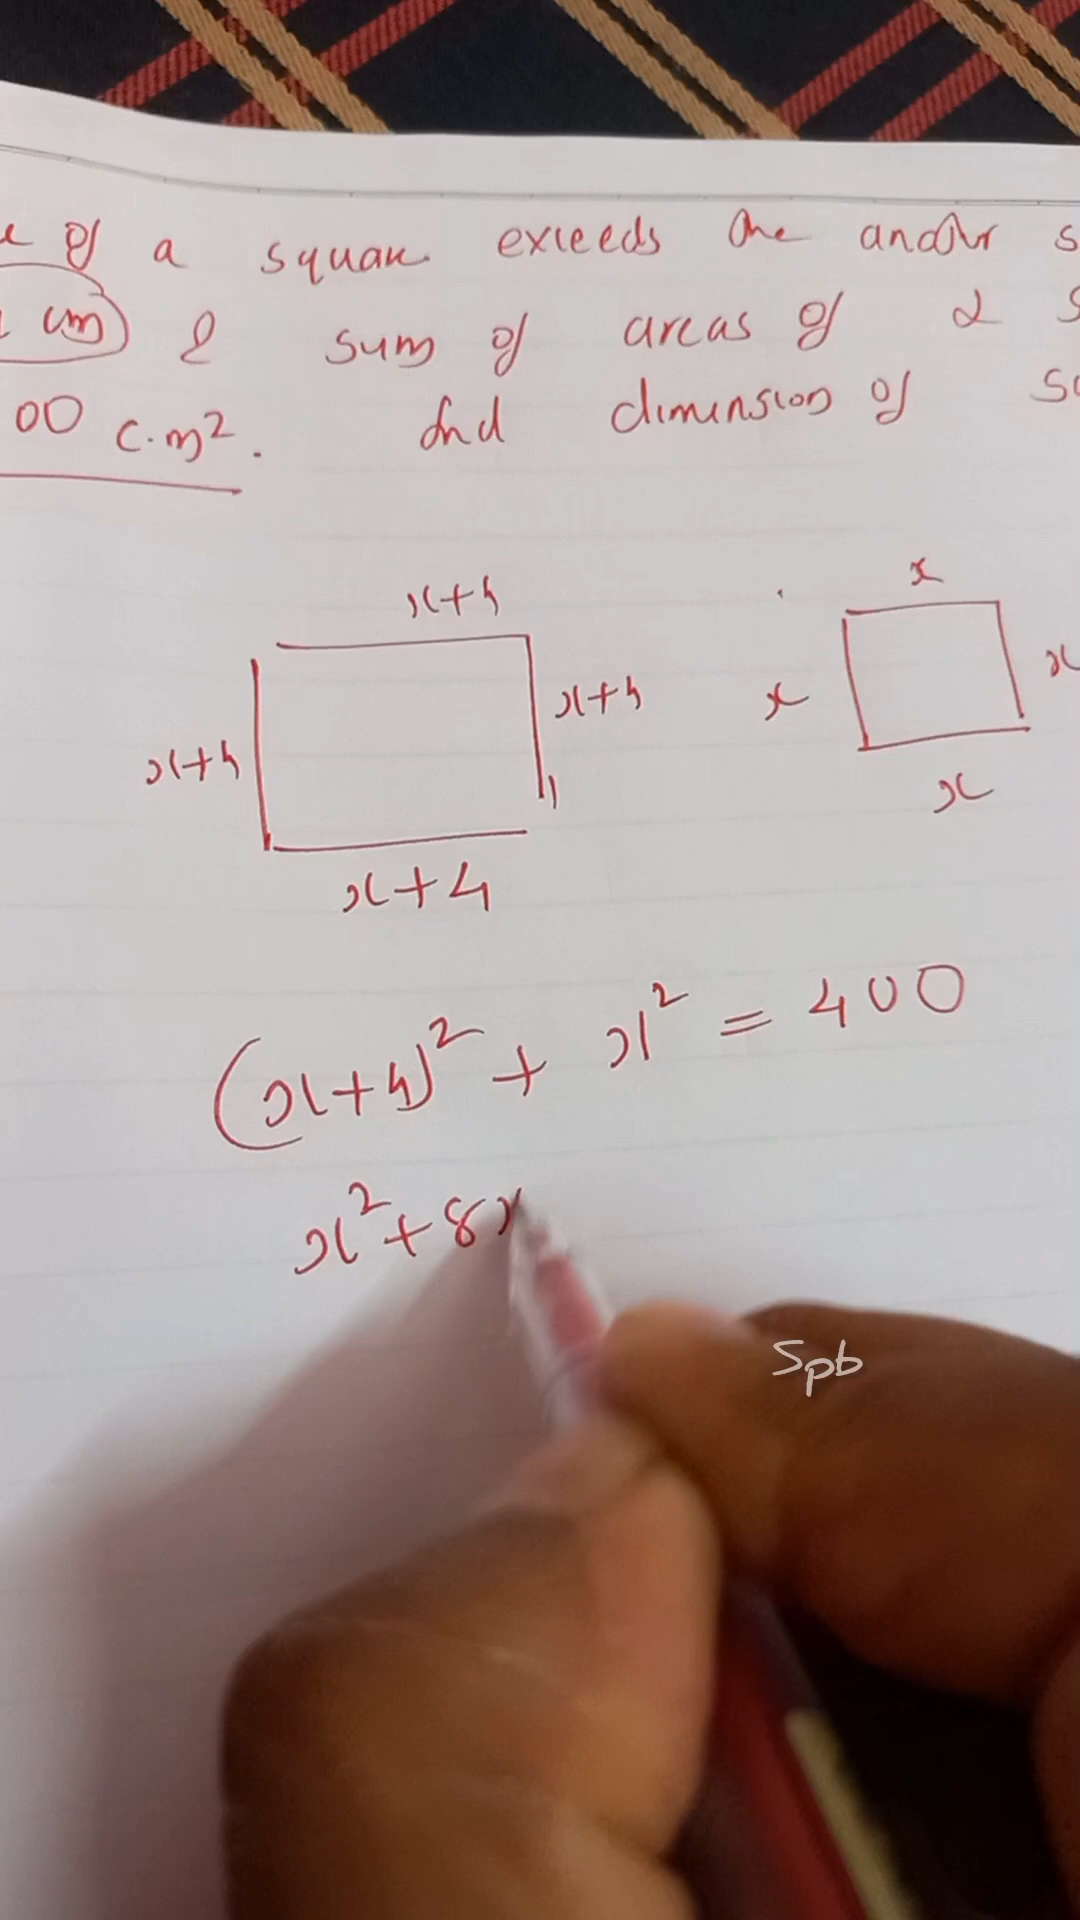 of a square exceeds the another
cm & sum of areas of 2
00 c.m². find dimension of
x+4
x
x+4
x
x
x+4
x
x+4
(x+4)² + x² = 400
x² + 8x
Spb